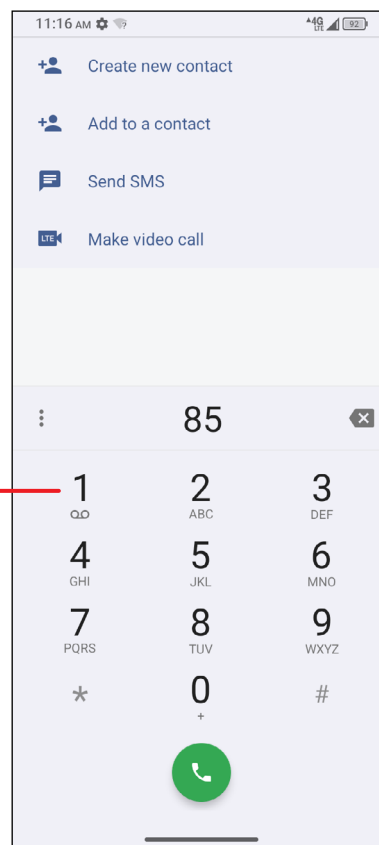 11:16 AM 4G LTE 92
Create new contact
Add to a contact
Send SMS
LTE Make video call
85
1 2 3
ABC DEF
4 5 6
GHI JKL MNO
7 8 9
PQRS TUV WXYZ
* 0 #
+